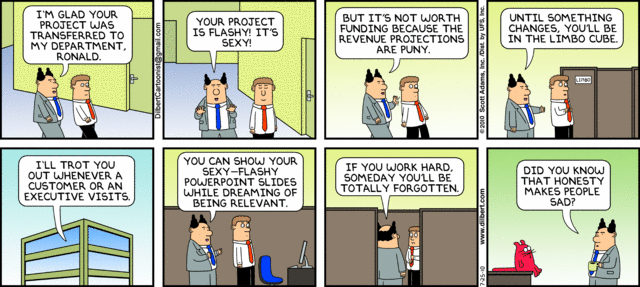 I'M GLAD YOUR
PROJECT WAS
TRANSFERRED TO
MY DEPARTMENT,
RONALD.
DilbertCartoonist@gmail.com
YOUR PROJECT
IS FLASHY! IT'S
SEXY!
BUT IT'S NOT WORTH
FUNDING BECAUSE THE
REVENUE PROJECTIONS
ARE PUNY.
©2010 Scott Adams, Inc./Dist. by UFS, Inc.
UNTIL SOMETHING
CHANGES, YOU'LL BE
IN THE LIMBO CUBE.
LIMBO
I'LL TROT YOU
OUT WHENEVER A
CUSTOMER OR AN
EXECUTIVE VISITS.
YOU CAN SHOW YOUR
SEXY-FLASHY
POWERPOINT SLIDES
WHILE DREAMING OF
BEING RELEVANT.
IF YOU WORK HARD,
SOMEDAY YOU'LL BE
TOTALLY FORGOTTEN.
www.dilbert.com
7-25-10
DID YOU KNOW
THAT HONESTY
MAKES PEOPLE
SAD?